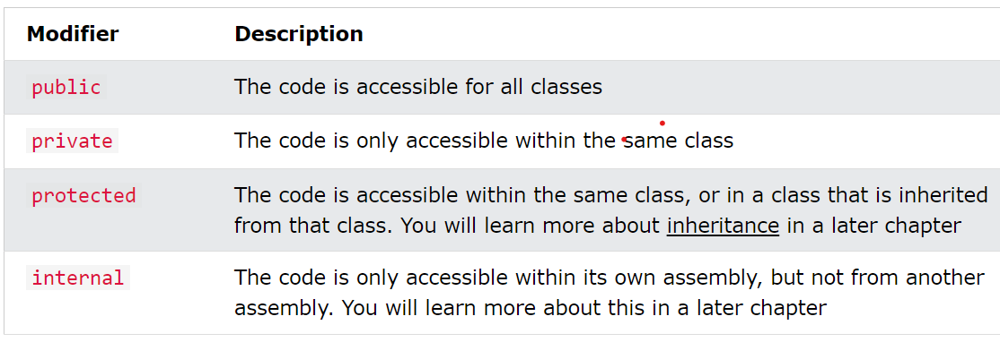 Modifier Description
public The code is accessible for all classes
private The code is only accessible within the same class
protected The code is accessible within the same class, or in a class that is inherited
from that class. You will learn more about inheritance in a later chapter
internal The code is only accessible within its own assembly, but not from another
assembly. You will learn more about this in a later chapter